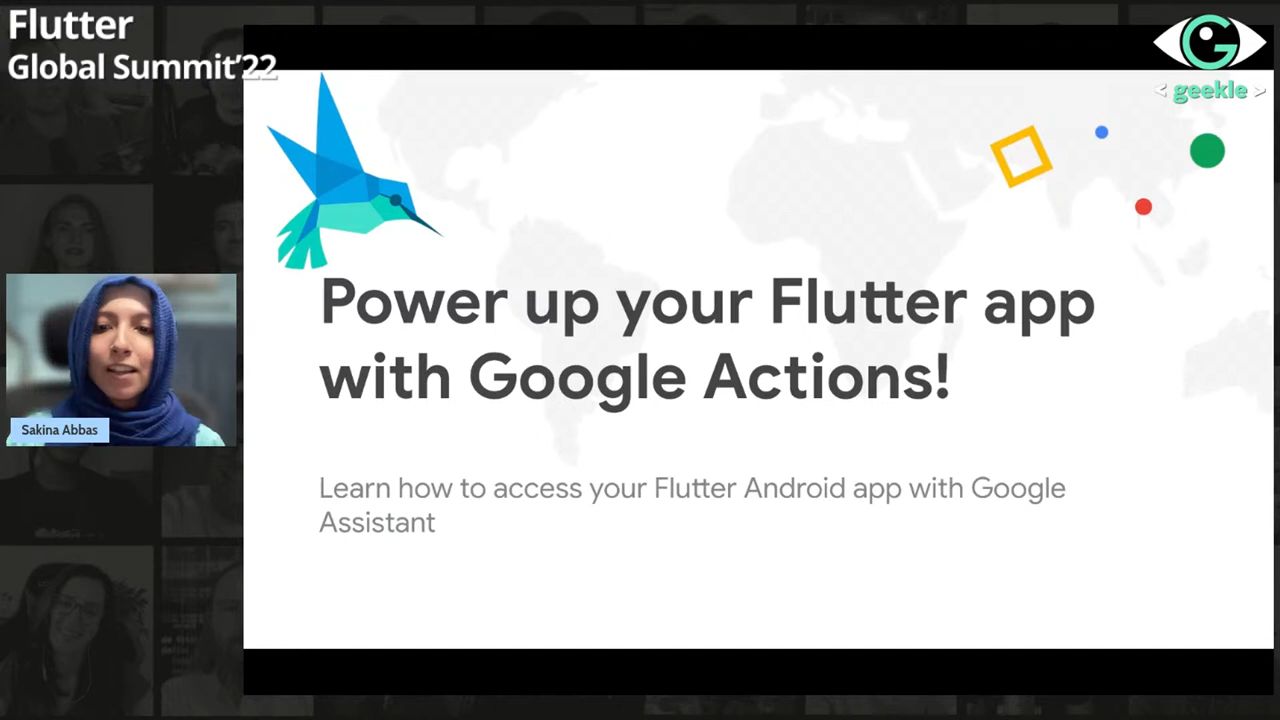 Flutter
Global Summit'22
G
< geekle >
Power up your Flutter app
with Google Actions!
Learn how to access your Flutter Android app with Google
Assistant
Sakina Abbas